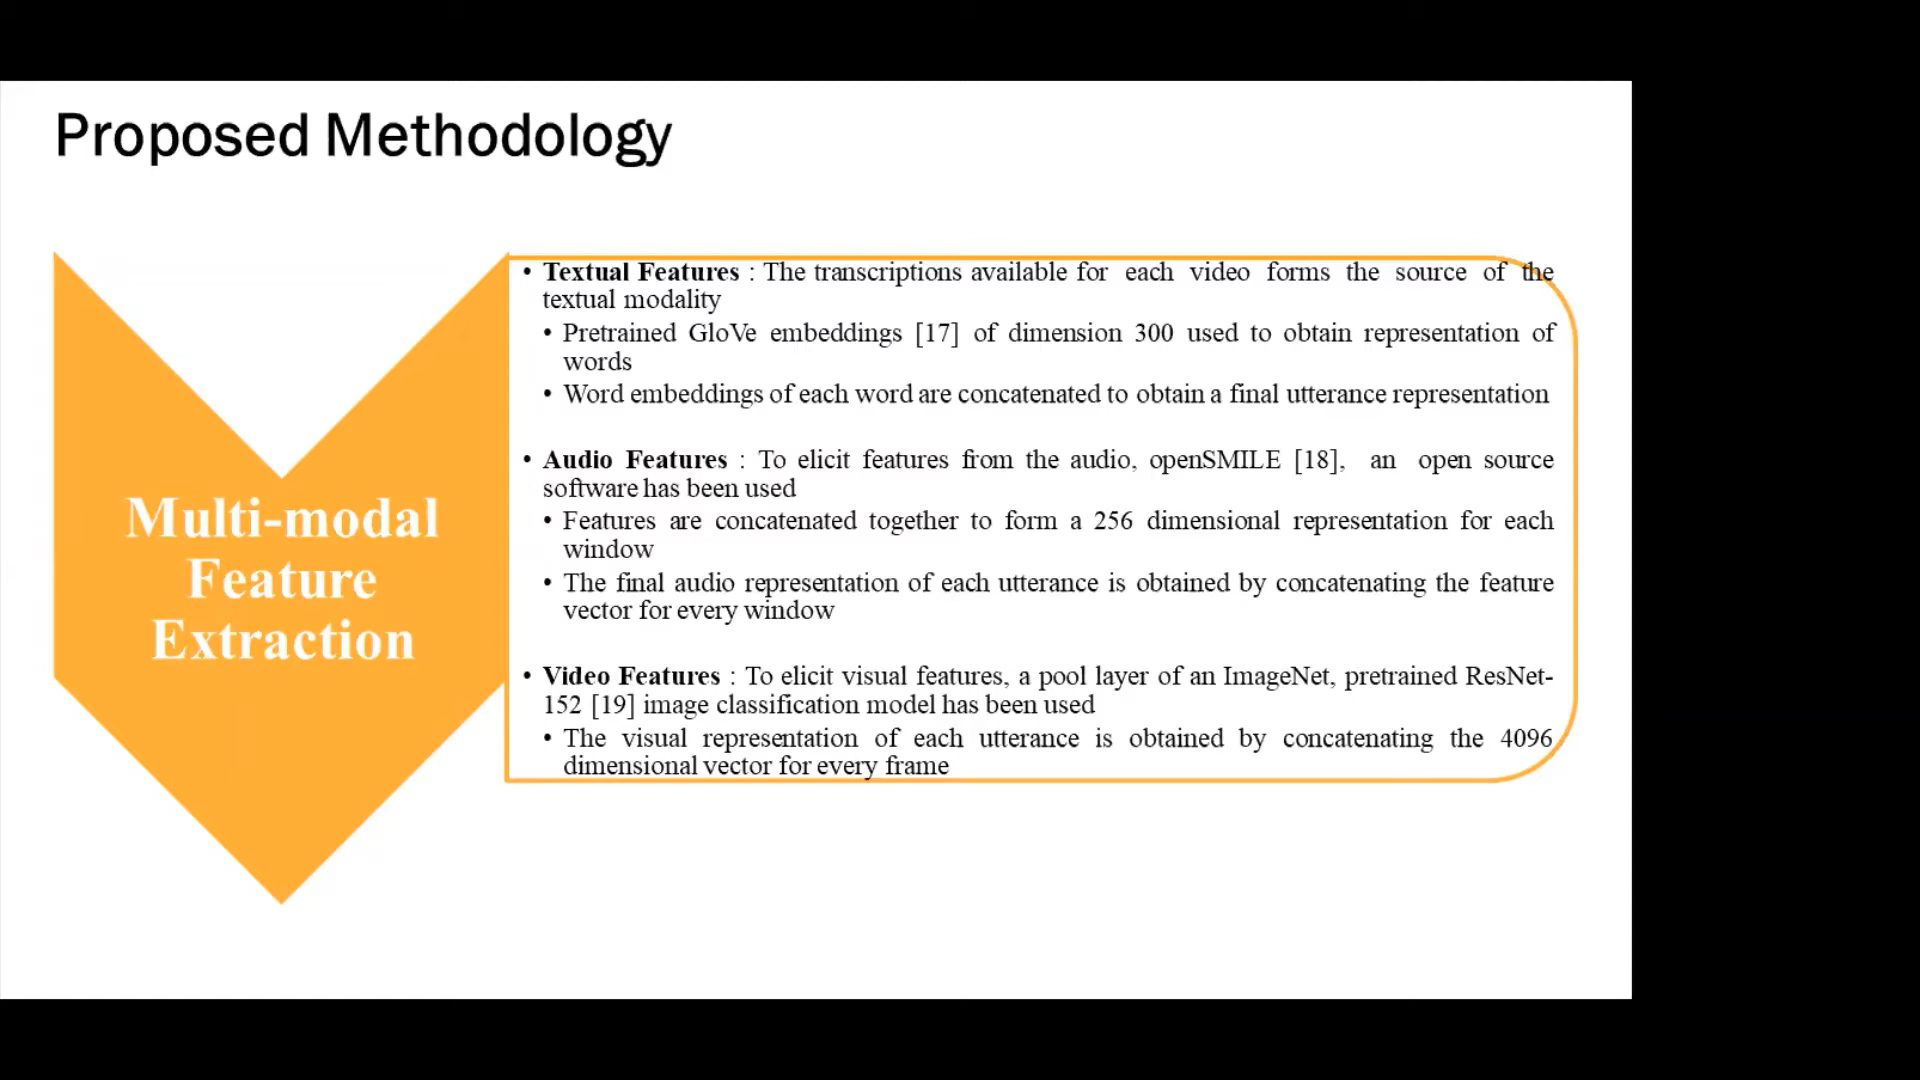 Proposed Methodology
Multi-modal
Feature
Extraction
• Textual Features : The transcriptions available for each video forms the source of the
textual modality
• Pretrained GloVe embeddings [17] of dimension 300 used to obtain representation of
words
• Word embeddings of each word are concatenated to obtain a final utterance representation
• Audio Features : To elicit features from the audio, openSMILE [18], an open source
software has been used
• Features are concatenated together to form a 256 dimensional representation for each
window
• The final audio representation of each utterance is obtained by concatenating the feature
vector for every window
• Video Features : To elicit visual features, a pool layer of an ImageNet, pretrained ResNet-
152 [19] image classification model has been used
• The visual representation of each utterance is obtained by concatenating the 4096
dimensional vector for every frame